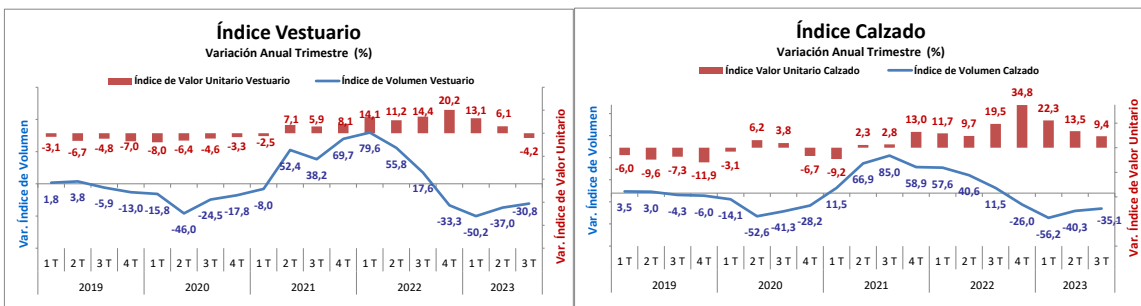 Índice Vestuario
Variación Anual Trimestre (%)
Índice de Valor Unitario Vestuario
Índice de Volumen Vestuario
Var. Índice de Volumen
Var. Índice de Valor Unitario
-3,1 -6,7 -4,8 -7,0 -8,0 -6,4 -4,6 -3,3 -2,5 7,1 5,9 8,1 14,1 11,2 14,4 20,2 13,1 6,1 -4,2
1,8 3,8 -5,9 -13,0 -15,8 -46,0 -24,5 -17,8 -8,0 52,4 38,2 69,7 79,6 55,8 17,6 -33,3 -50,2 -37,0 -30,8
1 T 2 T 3 T 4 T 1 T 2 T 3 T 4 T 1 T 2 T 3 T 4 T 1 T 2 T 3 T 4 T 1 T 2 T 3 T
2019 2020 2021 2022 2023
Índice Calzado
Variación Anual Trimestre (%)
Índice Valor Unitario Calzado
Índice de Volumen Calzado
Var. Índice de Volumen
Var. Índice de Valor Unitario
-6,0 -9,6 -7,3 -11,9 -3,1 6,2 3,8 -6,7 -9,2 2,3 2,8 13,0 11,7 9,7 19,5 34,8 22,3 13,5 9,4
3,5 3,0 -4,3 -6,0 -14,1 -52,6 -41,3 -28,2 11,5 66,9 85,0 58,9 57,6 40,6 11,5 -26,0 -56,2 -40,3 -35,1
1 T 2 T 3 T 4 T 1 T 2 T 3 T 4 T 1 T 2 T 3 T 4 T 1 T 2 T 3 T 4 T 1 T 2 T 3 T
2019 2020 2021 2022 2023